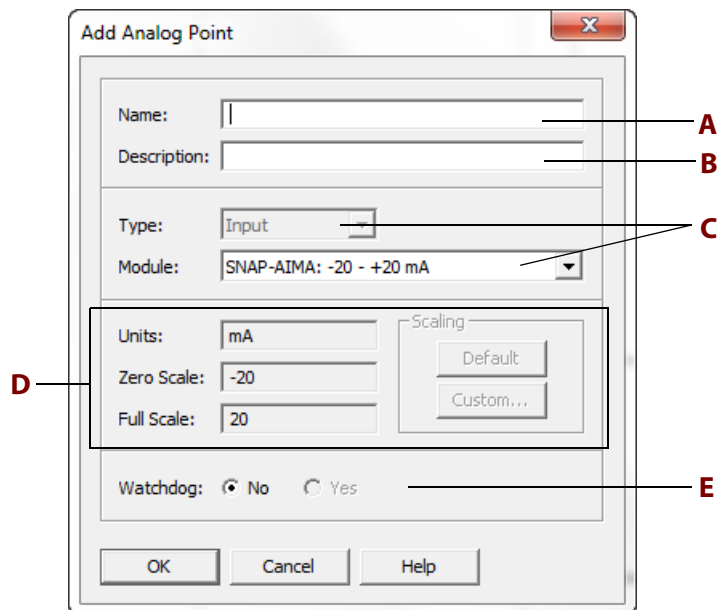 Add Analog Point
Name:
A
Description:
B
Type: Input
C
Module: SNAP-AIMA: -20 - +20 mA
Scaling
Units: mA
Default
D
Zero Scale: -20
Custom...
Full Scale: 20
Watchdog: No Yes
E
OK Cancel Help